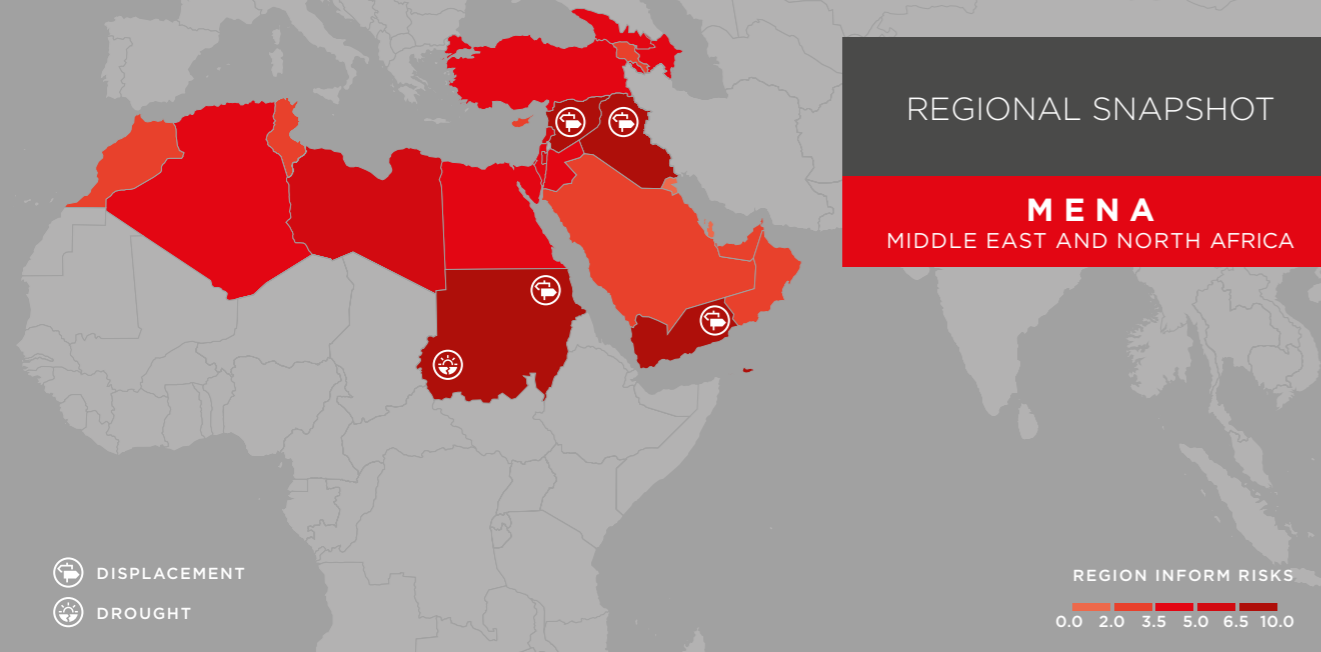 REGIONAL SNAPSHOT
MENA
MIDDLE EAST AND NORTH AFRICA
DISPLACEMENT
DROUGHT
REGION INFORM RISKS
0.0 2.0 3.5 5.0 6.5 10.0